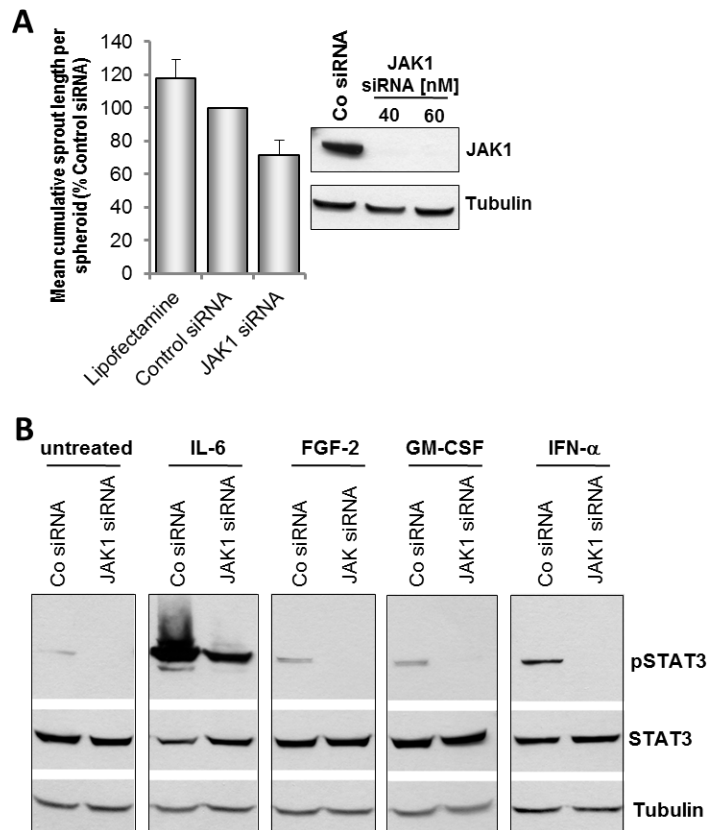 A
Mean cumulative sprout length per
spheroid (% Control siRNA)
140
120
100
80
60
40
20
0
Lipofectamine
Control siRNA
JAK1 siRNA
Co siRNA
JAK1
siRNA [nM]
40 60
JAK1
Tubulin
B
untreated IL-6 FGF-2 GM-CSF IFN-α
Co siRNA
JAK1 siRNA
Co siRNA
JAK1 siRNA
Co siRNA
JAK siRNA
Co siRNA
JAK1 siRNA
Co siRNA
JAK1 siRNA
pSTAT3
STAT3
Tubulin